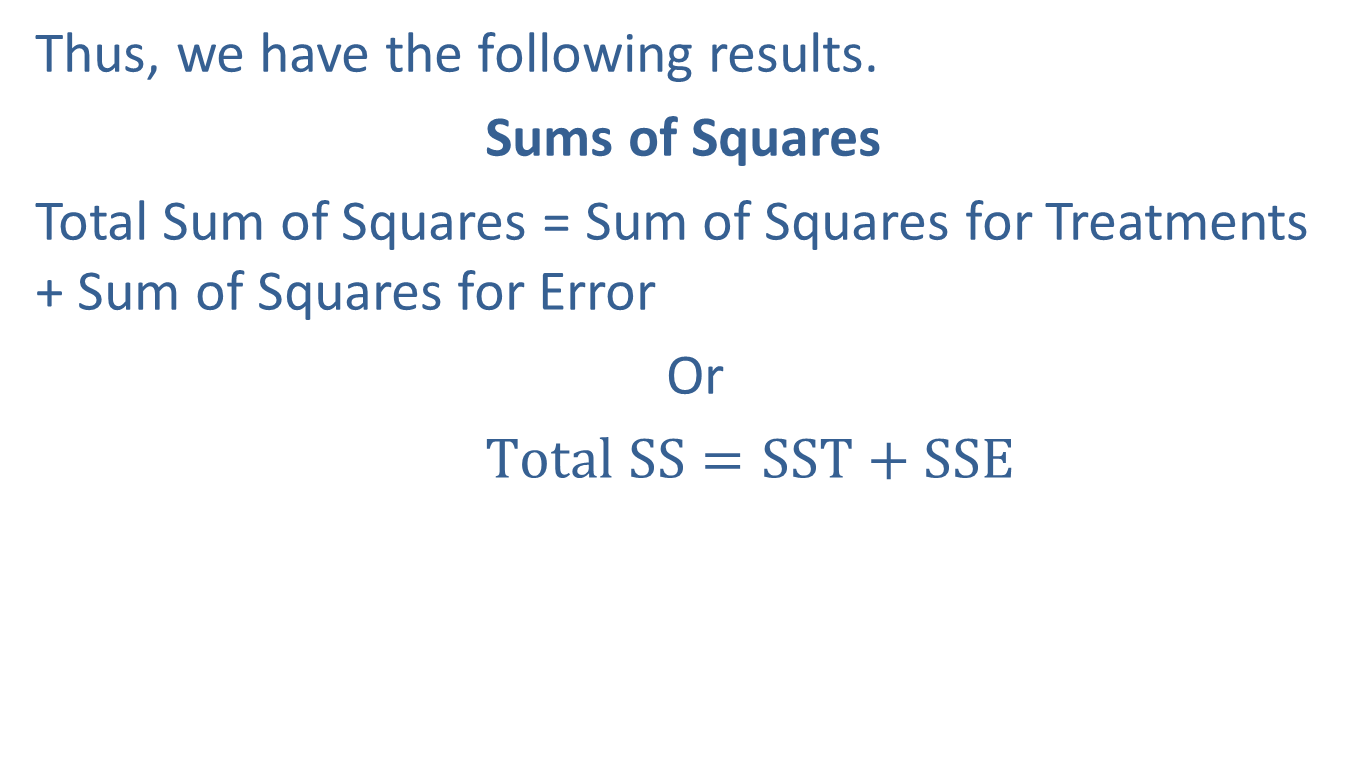 Thus, we have the following results.
Sums of Squares
Total Sum of Squares = Sum of Squares for Treatments
+ Sum of Squares for Error
Or
Total SS = SST + SSE